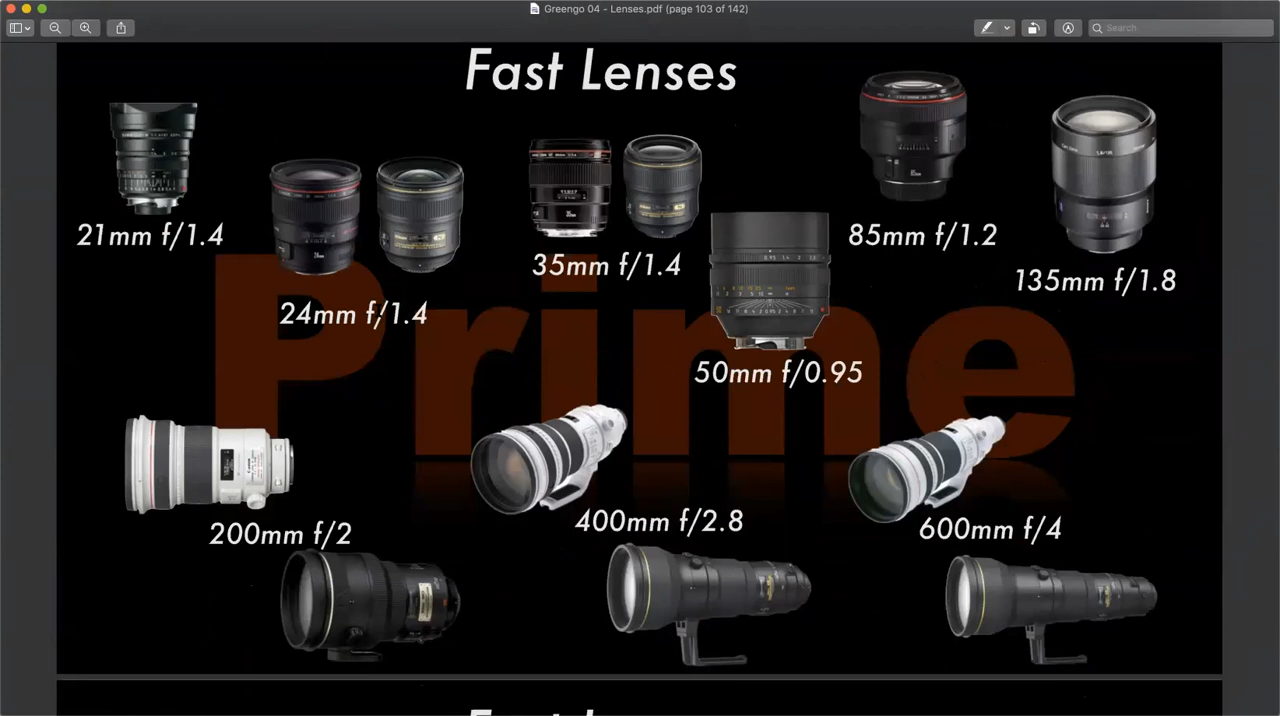 Greengo 04 - Lenses.pdf (page 103 of 142)
Search
Fast Lenses
21mm f/1.4
24mm f/1.4
35mm f/1.4
50mm f/0.95
85mm f/1.2
135mm f/1.8
Prime
200mm f/2
400mm f/2.8
600mm f/4